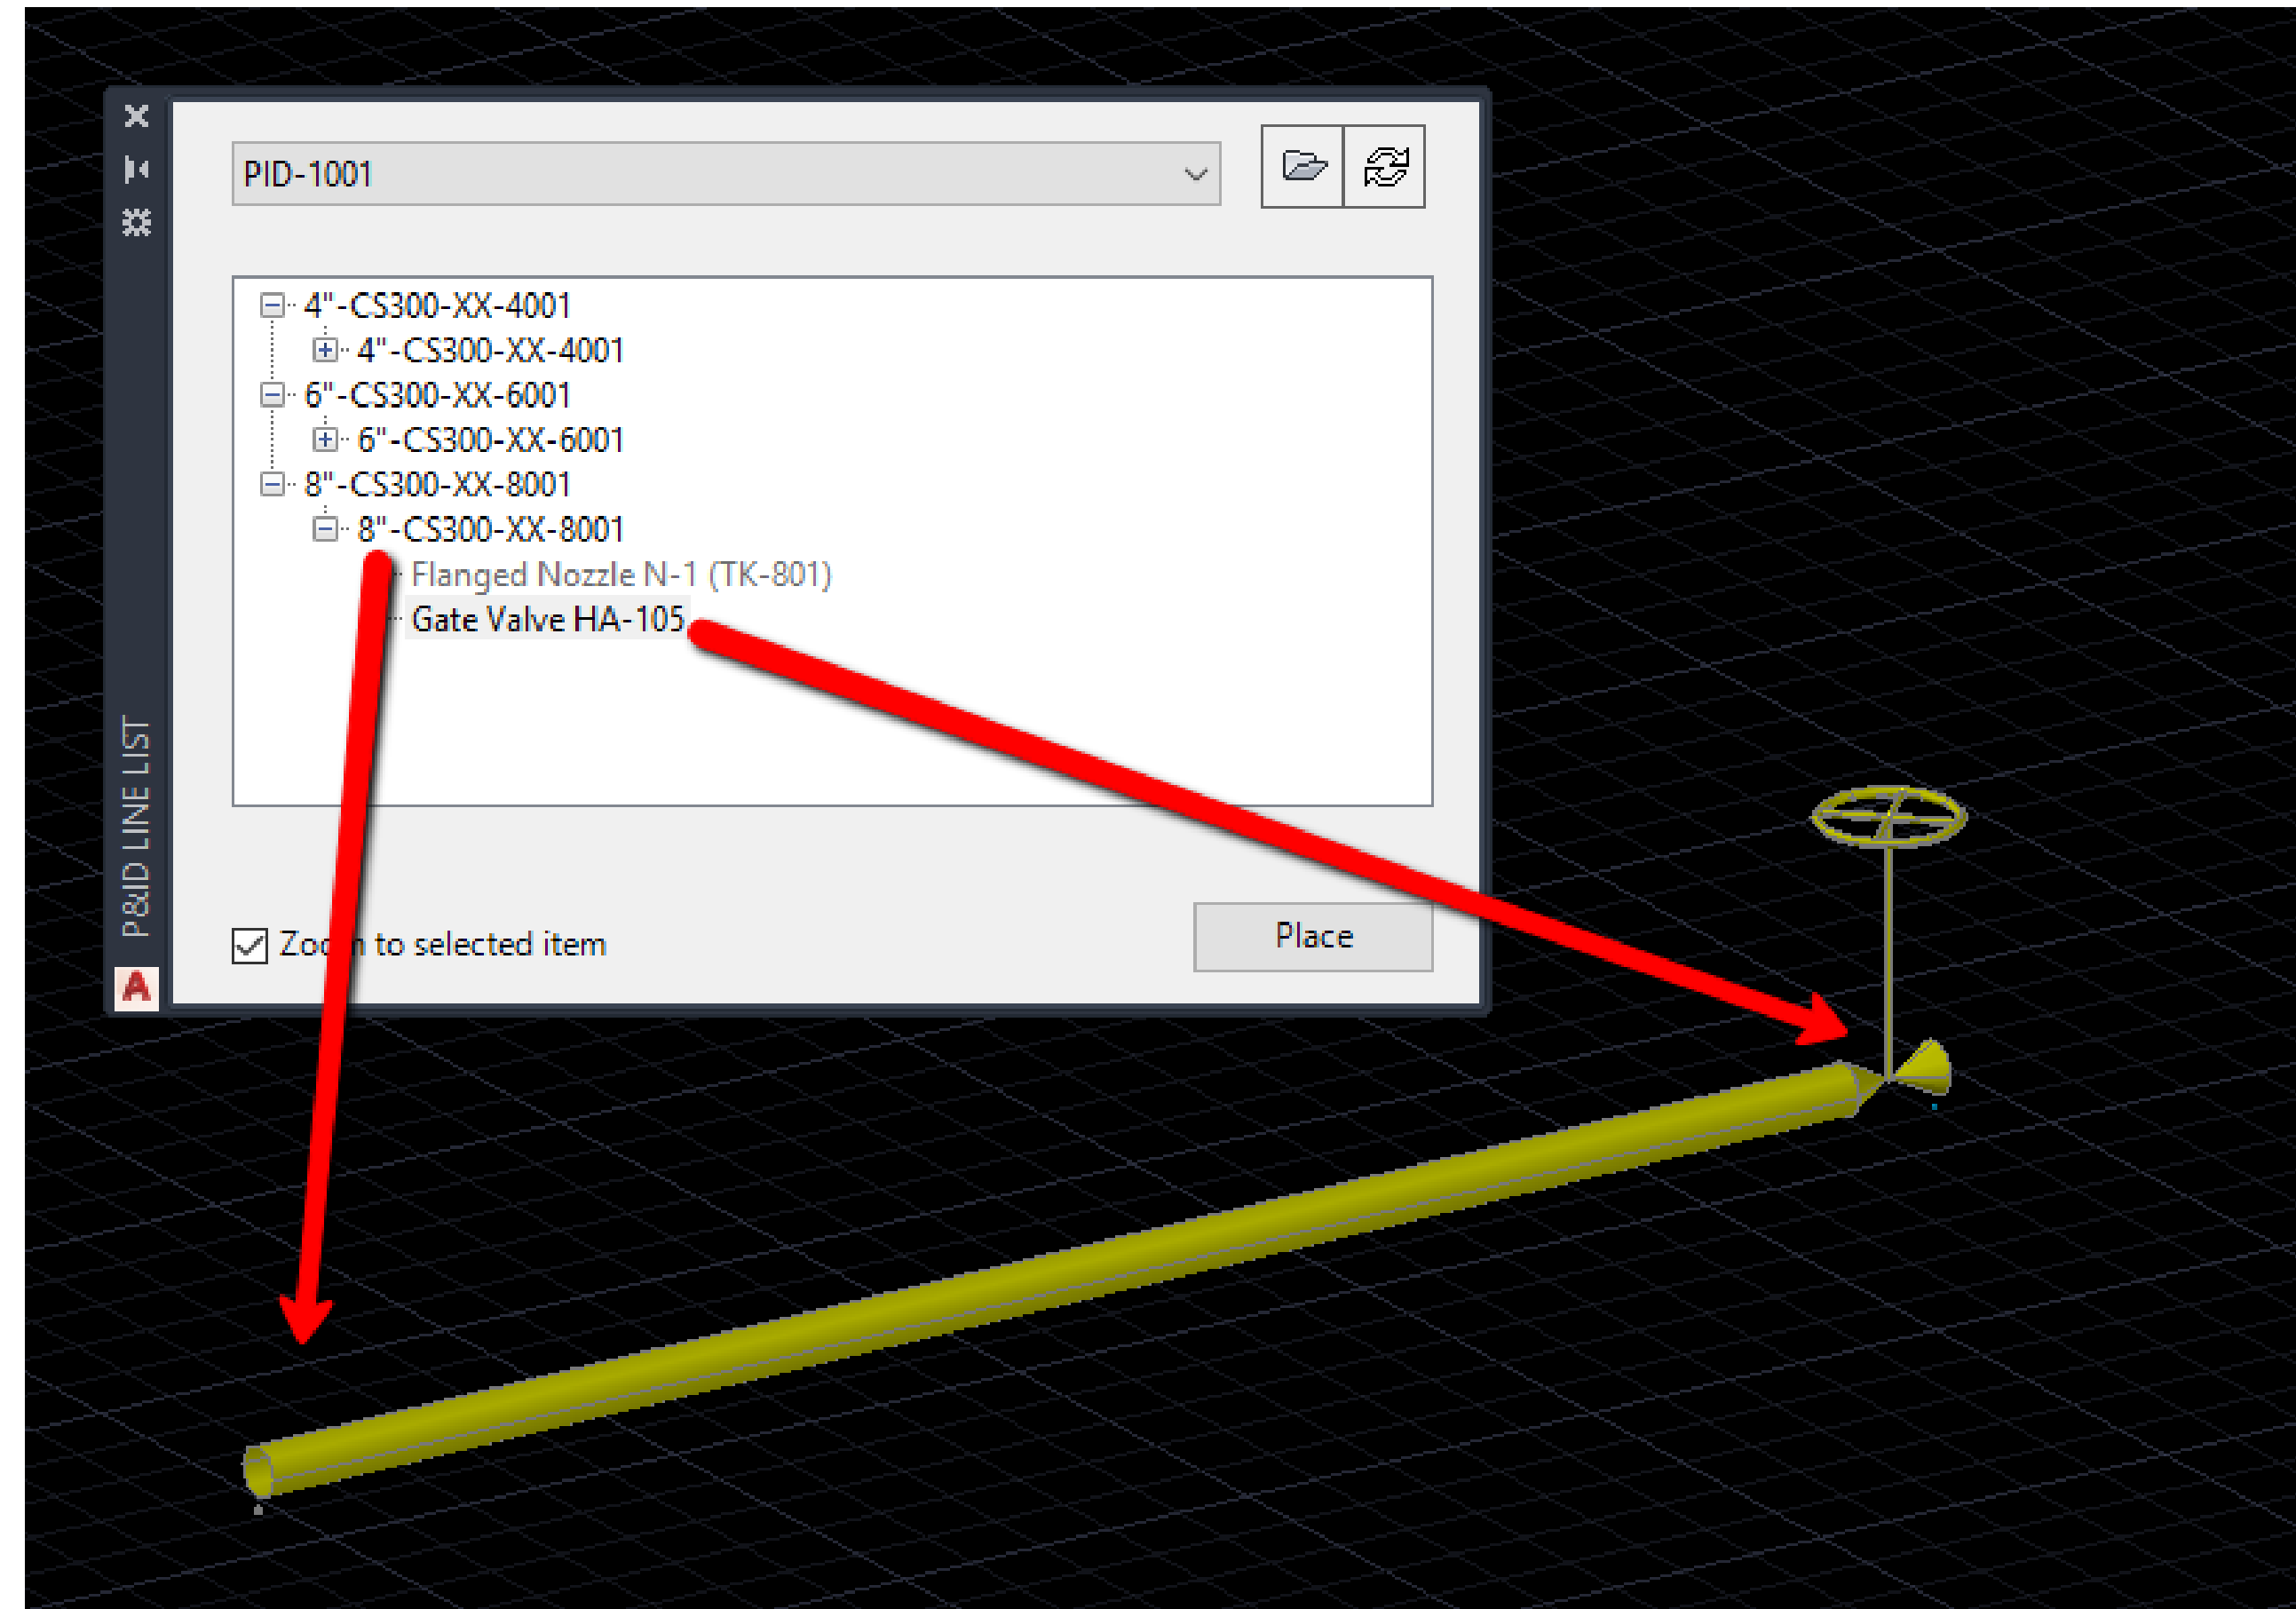 PID-1001
4"-CS300-XX-4001
4"-CS300-XX-4001
6"-CS300-XX-6001
6"-CS300-XX-6001
8"-CS300-XX-8001
8"-CS300-XX-8001
Flanged Nozzle N-1 (TK-801)
Gate Valve HA-105
P&ID LINE LIST
Zoom to selected item
Place
A